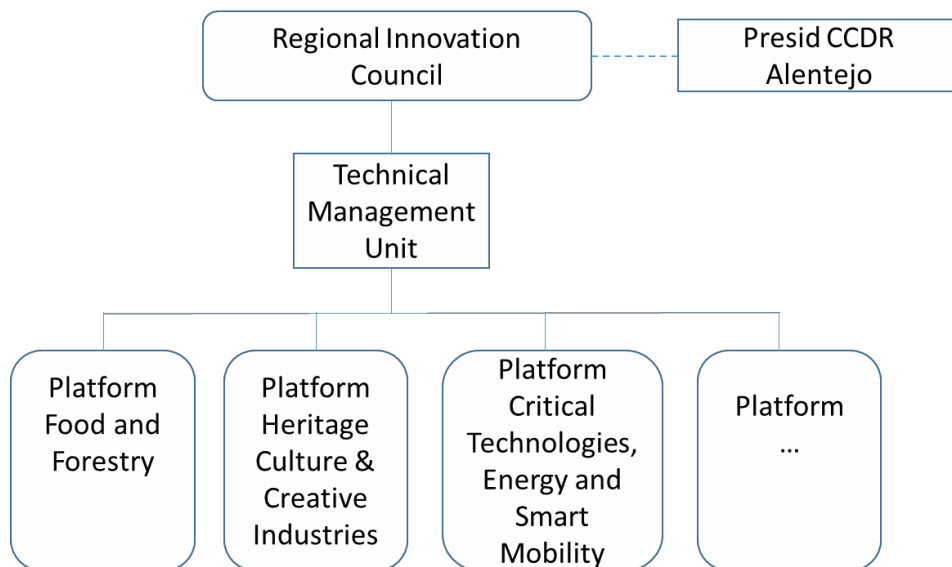 Regional Innovation
Council
Presid CCDR
Alentejo
Technical
Management
Unit
Platform
Food and
Forestry
Platform
Heritage
Culture &
Creative
Industries
Platform
Critical
Technologies,
Energy and
Smart
Mobility
Platform
...